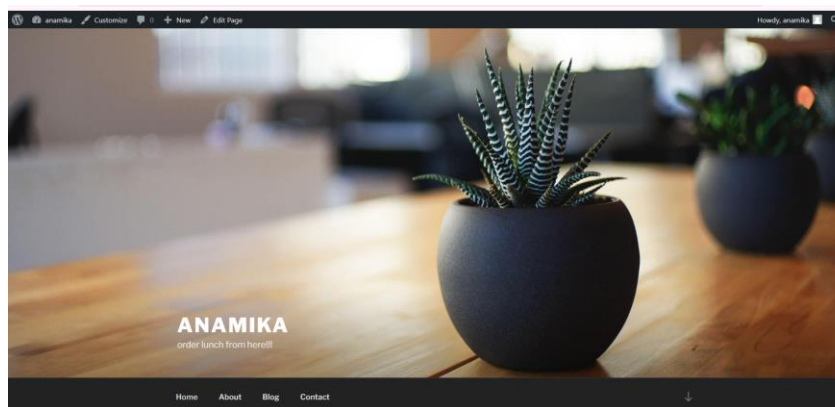 anamika Customize 0 New Edit Page Howdy, anamika
ANAMIKA
order lunch from here!!!
Home About Blog Contact